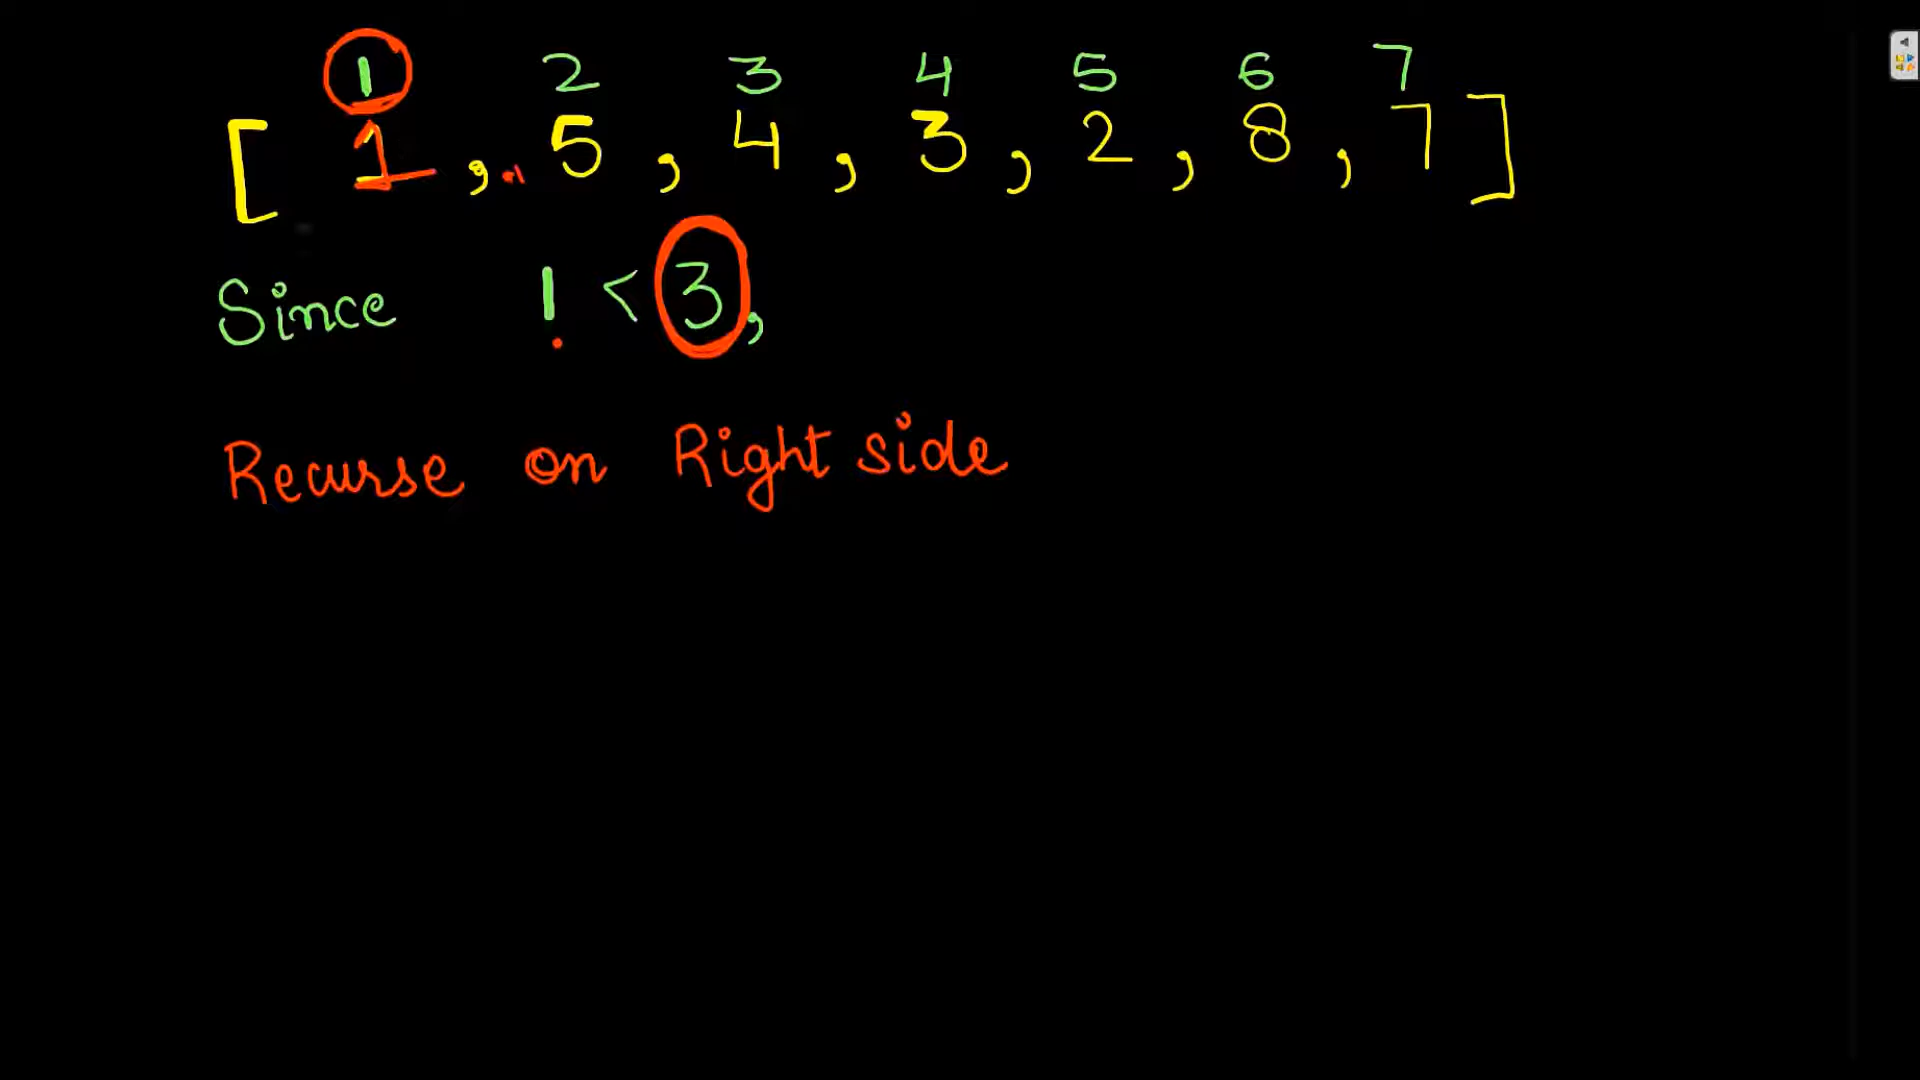 1 2 3 4 5 6 7
[ 1 , 5 , 4 , 3 , 2 , 8 , 7 ]
Since 1 < 3,
Recurse on Right side